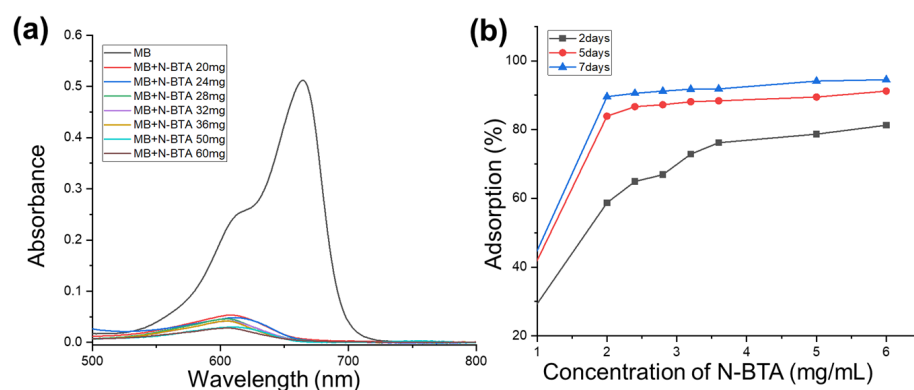 (a)
0.6
0.5
0.4
0.3
0.2
0.1
0.0
Absorbance
MB
MB+N-BTA 20mg
MB+N-BTA 24mg
MB+N-BTA 28mg
MB+N-BTA 32mg
MB+N-BTA 36mg
MB+N-BTA 50mg
MB+N-BTA 60mg
500 600 700 800
Wavelength (nm)
(b)
2days
5days
7days
100
80
60
40
20
Adsorption (%)
1 2 3 4 5 6
Concentration of N-BTA (mg/mL)